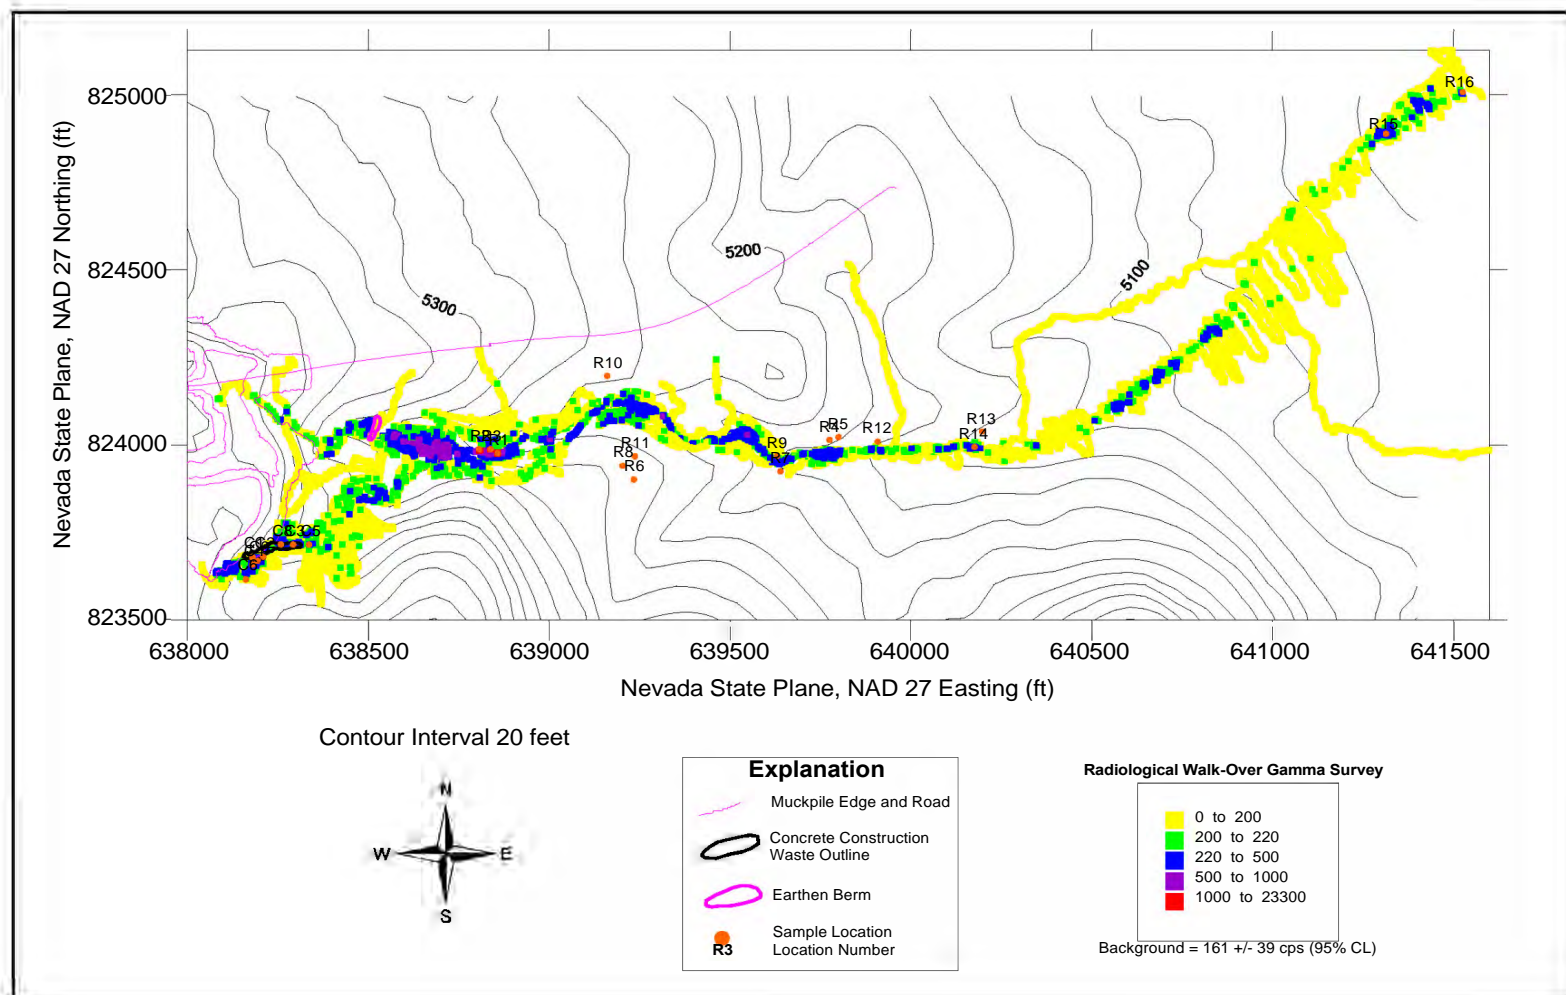 Nevada State Plane, NAD 27 Northing (ft)
825000
824500
824000
823500
638000 638500 639000 639500 640000 640500 641000 641500
Nevada State Plane, NAD 27 Easting (ft)
R16
R15
5200
5100
5300
R10
R13
R5
R12
R14
R11
R9
R8
R7
R6
R1
C5
C6
Contour Interval 20 feet
N
W E
S
Explanation
Muckpile Edge and Road
Concrete Construction
Waste Outline
Earthen Berm
Sample Location
R3 Location Number
Radiological Walk-Over Gamma Survey
0 to 200
200 to 220
220 to 500
500 to 1000
1000 to 23300
Background = 161 +/- 39 cps (95% CL)